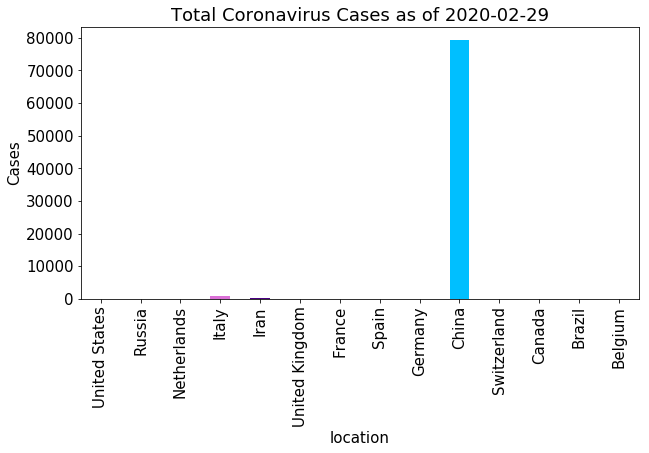 Total Coronavirus Cases as of 2020-02-29
80000
70000
60000
50000
40000
30000
20000
10000
0
Cases
United States
Russia
Netherlands
Italy
Iran
United Kingdom
France
Spain
Germany
China
Switzerland
Canada
Brazil
Belgium
location